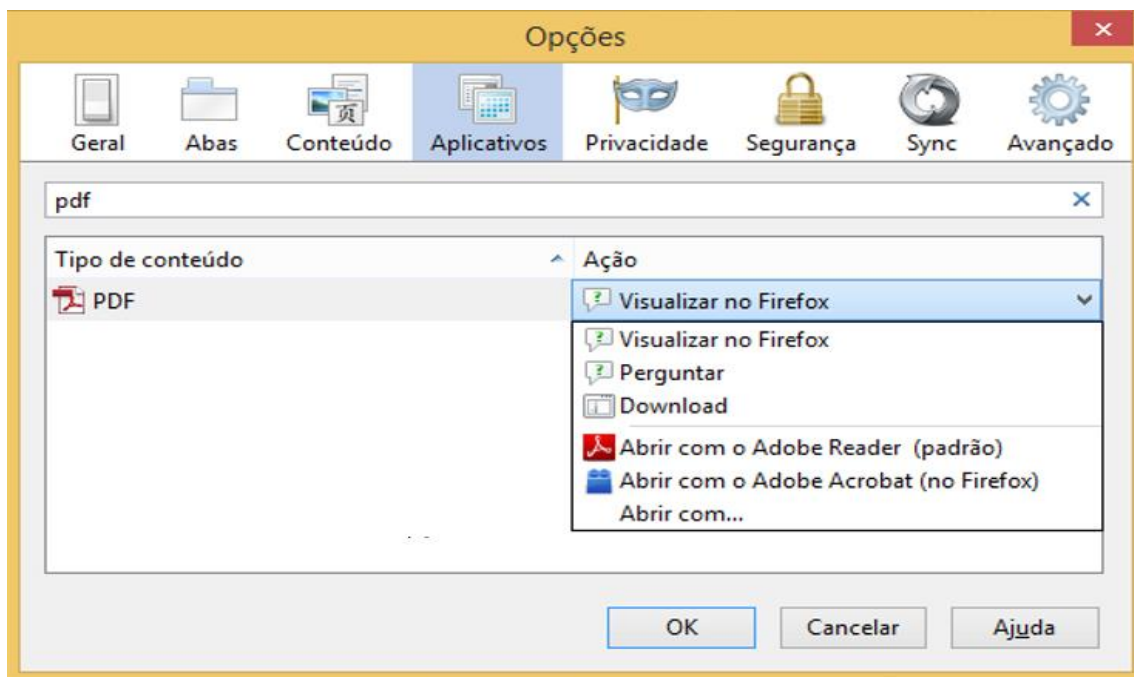 Opções
×
Geral Abas Conteúdo Aplicativos Privacidade Segurança Sync Avançado
pdf
Tipo de conteúdo Ação
PDF Visualizar no Firefox
Visualizar no Firefox
Perguntar
Download
Abrir com o Adobe Reader (padrão)
Abrir com o Adobe Acrobat (no Firefox)
Abrir com...
OK Cancelar Ajuda